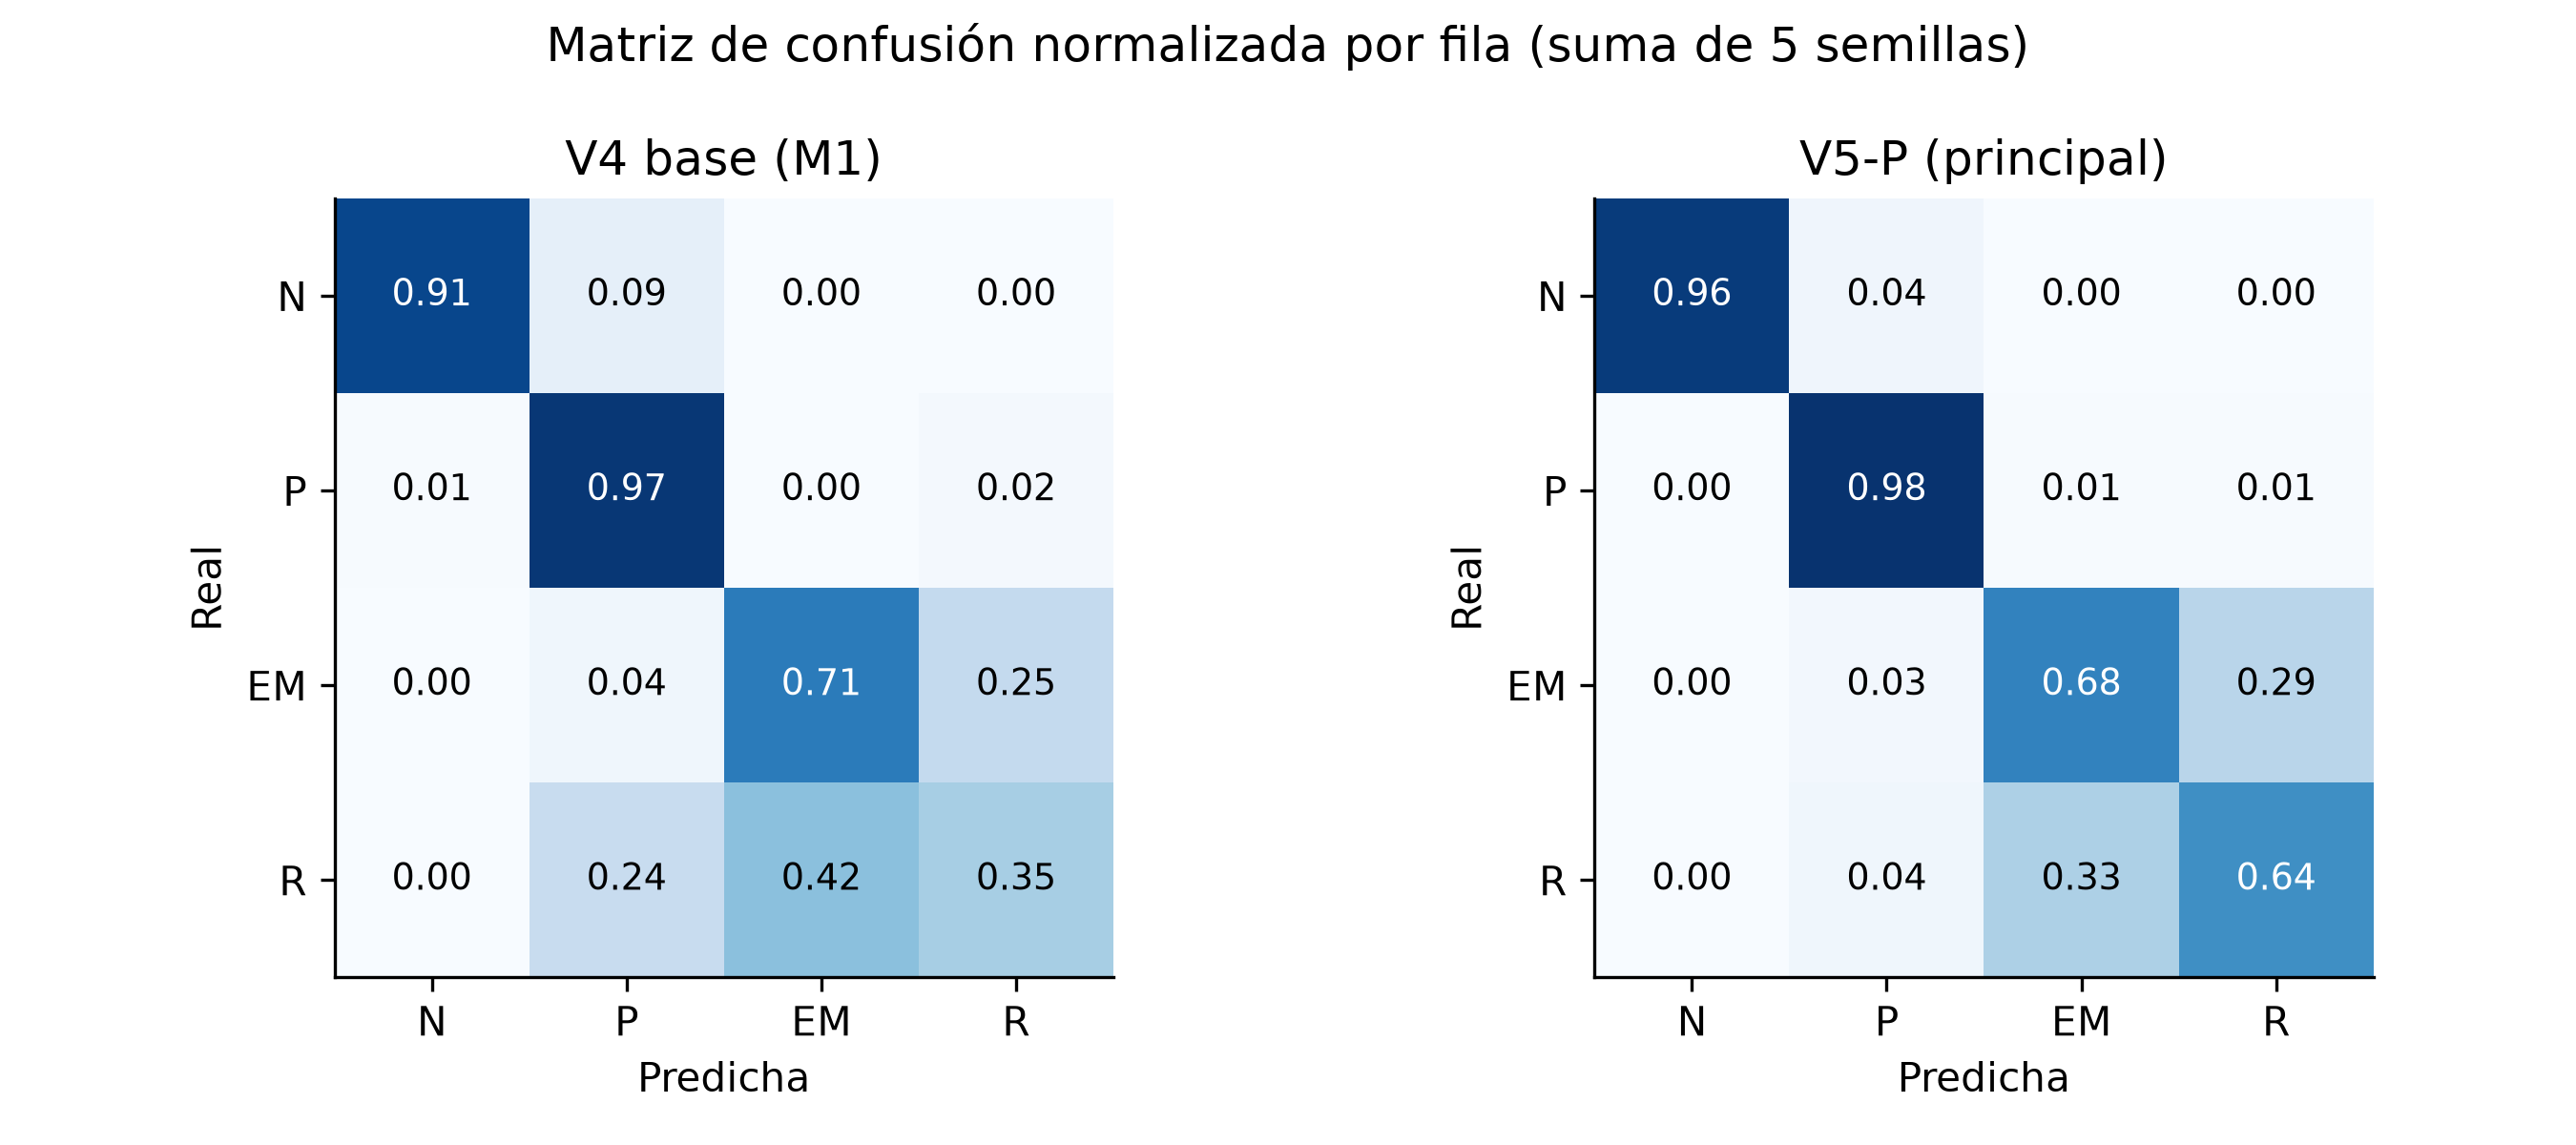 Matriz de confusión normalizada por fila (suma de 5 semillas)
V4 base (M1)
N 0.91 0.09 0.00 0.00
P 0.01 0.97 0.00 0.02
EM 0.00 0.04 0.71 0.25
R 0.00 0.24 0.42 0.35
Real
N P EM R
Predicha
V5-P (principal)
N 0.96 0.04 0.00 0.00
P 0.00 0.98 0.01 0.01
EM 0.00 0.03 0.68 0.29
R 0.00 0.04 0.33 0.64
Real
N P EM R
Predicha